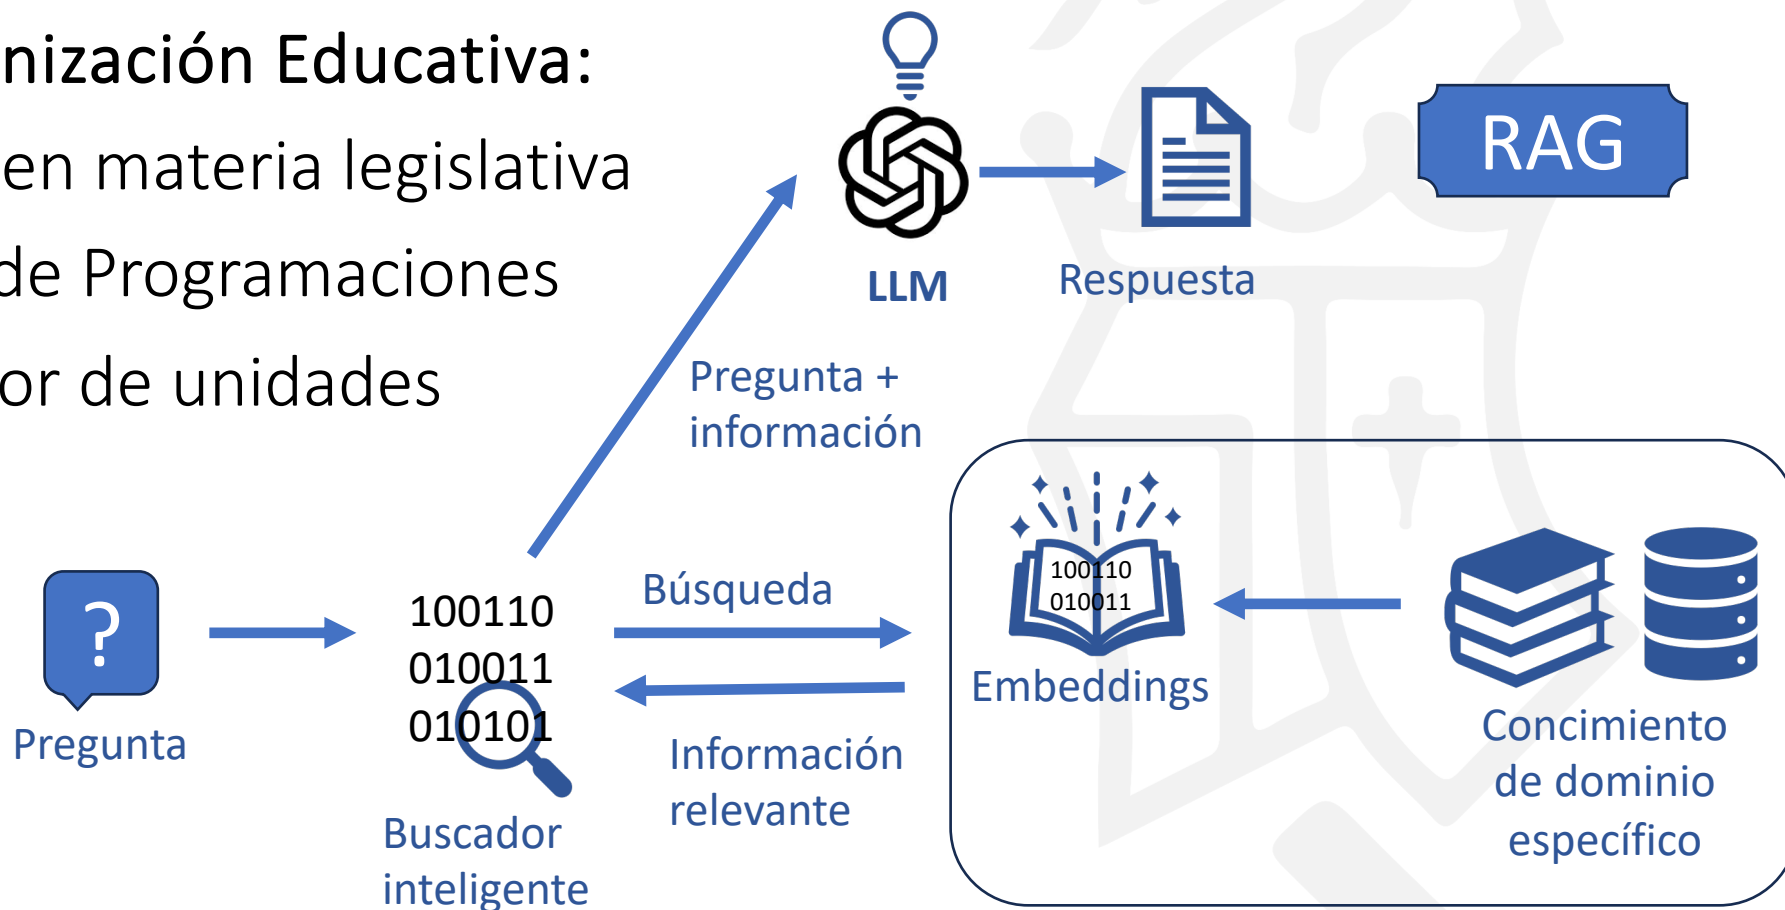 nización Educativa:
en materia legislativa
de Programaciones
or de unidades
RAG
LLM
Respuesta
Pregunta +
información
?
Pregunta
100110
010011
010101
Buscador
inteligente
Búsqueda
Información
relevante
100110
010011
Embeddings
Concimiento
de dominio
específico